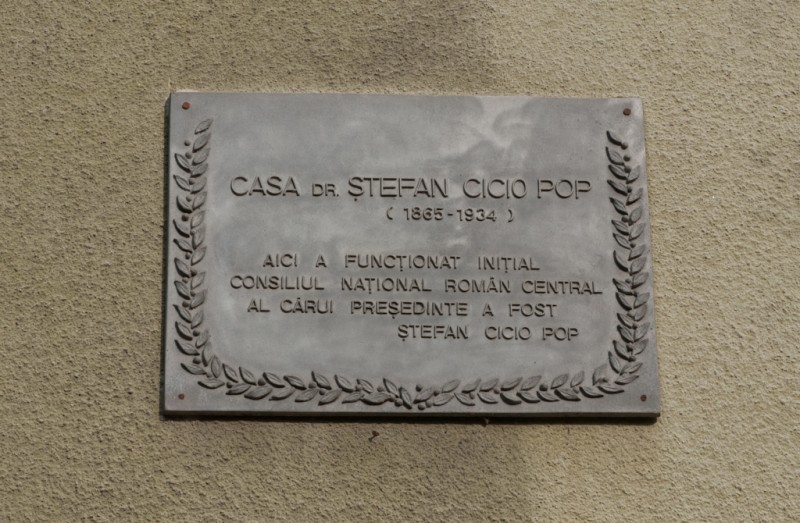 CASA DR. ȘTEFAN CICIO POP
( 1865-1934 )
AICI A FUNCȚIONAT INIȚIAL
CONSILIUL NAȚIONAL ROMÂN CENTRAL
AL CĂRUI PREȘEDINTE A FOST
ȘTEFAN CICIO POP